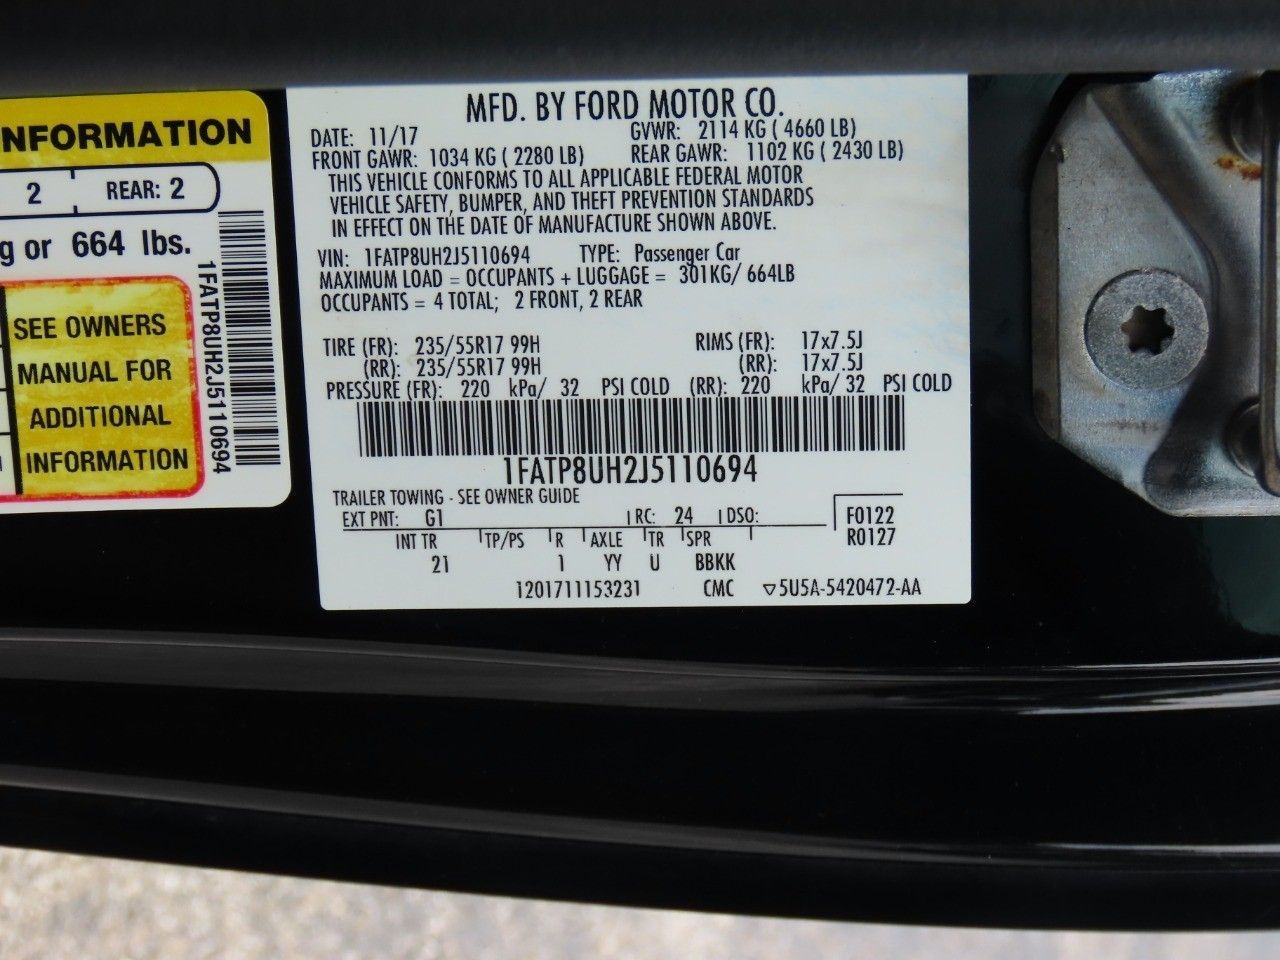 INFORMATION
2 REAR: 2
g or 664 lbs.
SEE OWNERS
MANUAL FOR
ADDITIONAL
INFORMATION
1FATP8UH2J5110694
MFD. BY FORD MOTOR CO.
DATE: 11/17 GVWR: 2114 KG ( 4660 LB)
FRONT GAWR: 1034 KG ( 2280 LB) REAR GAWR: 1102 KG ( 2430 LB)
THIS VEHICLE CONFORMS TO ALL APPLICABLE FEDERAL MOTOR
VEHICLE SAFETY, BUMPER, AND THEFT PREVENTION STANDARDS
IN EFFECT ON THE DATE OF MANUFACTURE SHOWN ABOVE.
VIN: 1FATP8UH2J5110694 TYPE: Passenger Car
MAXIMUM LOAD = OCCUPANTS + LUGGAGE = 301KG/ 664LB
OCCUPANTS = 4 TOTAL; 2 FRONT, 2 REAR
TIRE (FR): 235/55R17 99H RIMS (FR): 17x7.5J
(RR): 235/55R17 99H (RR): 17x7.5J
PRESSURE (FR): 220 kPa/ 32 PSI COLD (RR): 220 kPa/ 32 PSI COLD
1FATP8UH2J5110694
TRAILER TOWING - SEE OWNER GUIDE
EXT PNT: G1 RC: 24 DSO: F0122
R0127
INT TR TP/PS R AXLE TR SPR
21 1 YY U BBKK
1201711153231 CMC ▽5U5A-5420472-AA